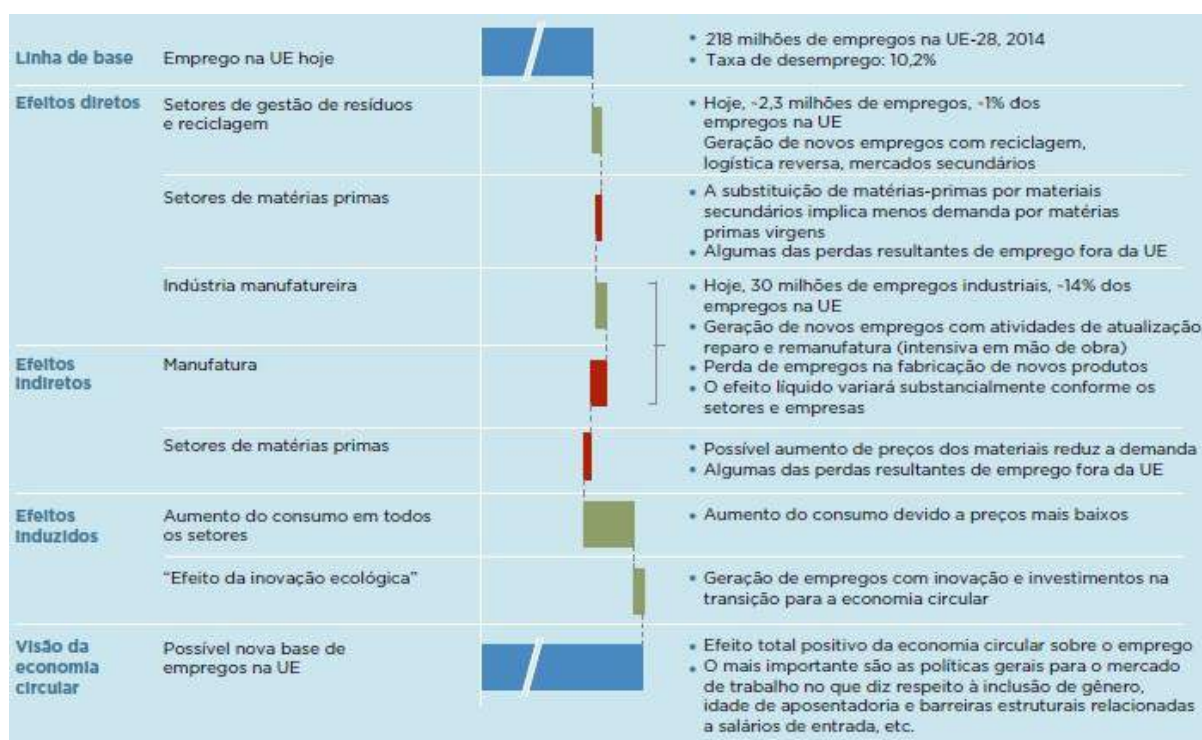 Linha de base
Emprego na UE hoje
• 218 milhões de empregos na UE-28, 2014
• Taxa de desemprego: 10,2%
Efeitos diretos
Setores de gestão de resíduos
e reciclagem
• Hoje, ~2,3 milhões de empregos, ~1% dos
empregos na UE
Geração de novos empregos com reciclagem,
logística reversa, mercados secundários
Setores de matérias primas
• A substituição de matérias-primas por materiais
secundários implica menos demanda por matérias
primas virgens
• Algumas das perdas resultantes de emprego fora da UE
Indústria manufatureira
• Hoje, 30 milhões de empregos industriais, ~14% dos
empregos na UE
• Geração de novos empregos com atividades de atualização
reparo e remanufatura (intensiva em mão de obra)
Efeitos
indiretos
Manufatura
• Perda de empregos na fabricação de novos produtos
• O efeito líquido variará substancialmente conforme os
setores e empresas
Setores de matérias primas
• Possível aumento de preços dos materiais reduz a demanda
• Algumas das perdas resultantes de emprego fora da UE
Efeitos
induzidos
Aumento do consumo em todos
os setores
• Aumento do consumo devido a preços mais baixos
"Efeito da inovação ecológica"
• Geração de empregos com inovação e investimentos na
transição para a economia circular
Visão da
economia
circular
Possível nova base de
empregos na UE
• Efeito total positivo da economia circular sobre o emprego
• O mais importante são as políticas gerais para o mercado
de trabalho no que diz respeito à inclusão de gênero,
idade de aposentadoria e barreiras estruturais relacionadas
a salários de entrada, etc.